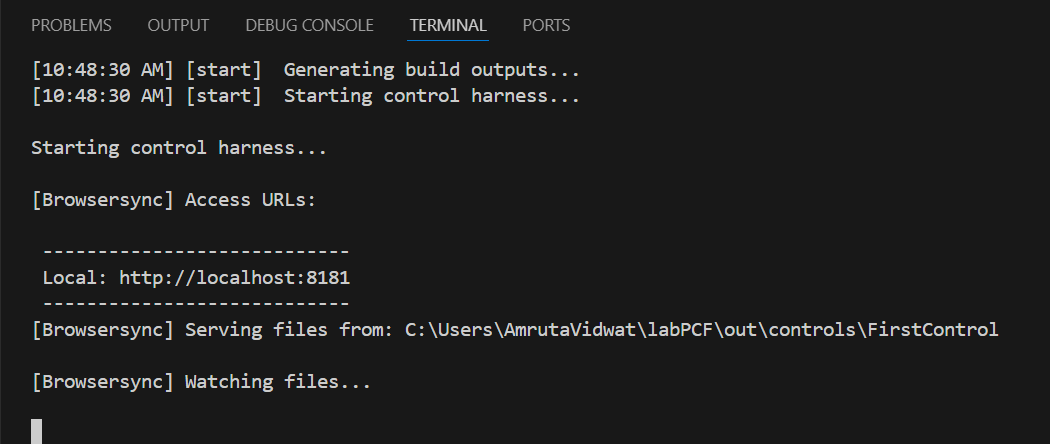 PROBLEMS OUTPUT DEBUG CONSOLE TERMINAL PORTS
[10:48:30 AM] [start]  Generating build outputs...
[10:48:30 AM] [start]  Starting control harness...
Starting control harness...
[Browsersync] Access URLs:
----------------------------
Local: http://localhost:8181
----------------------------
[Browsersync] Serving files from: C:\Users\AmrutaVidwat\labPCF\out\controls\FirstControl
[Browsersync] Watching files...